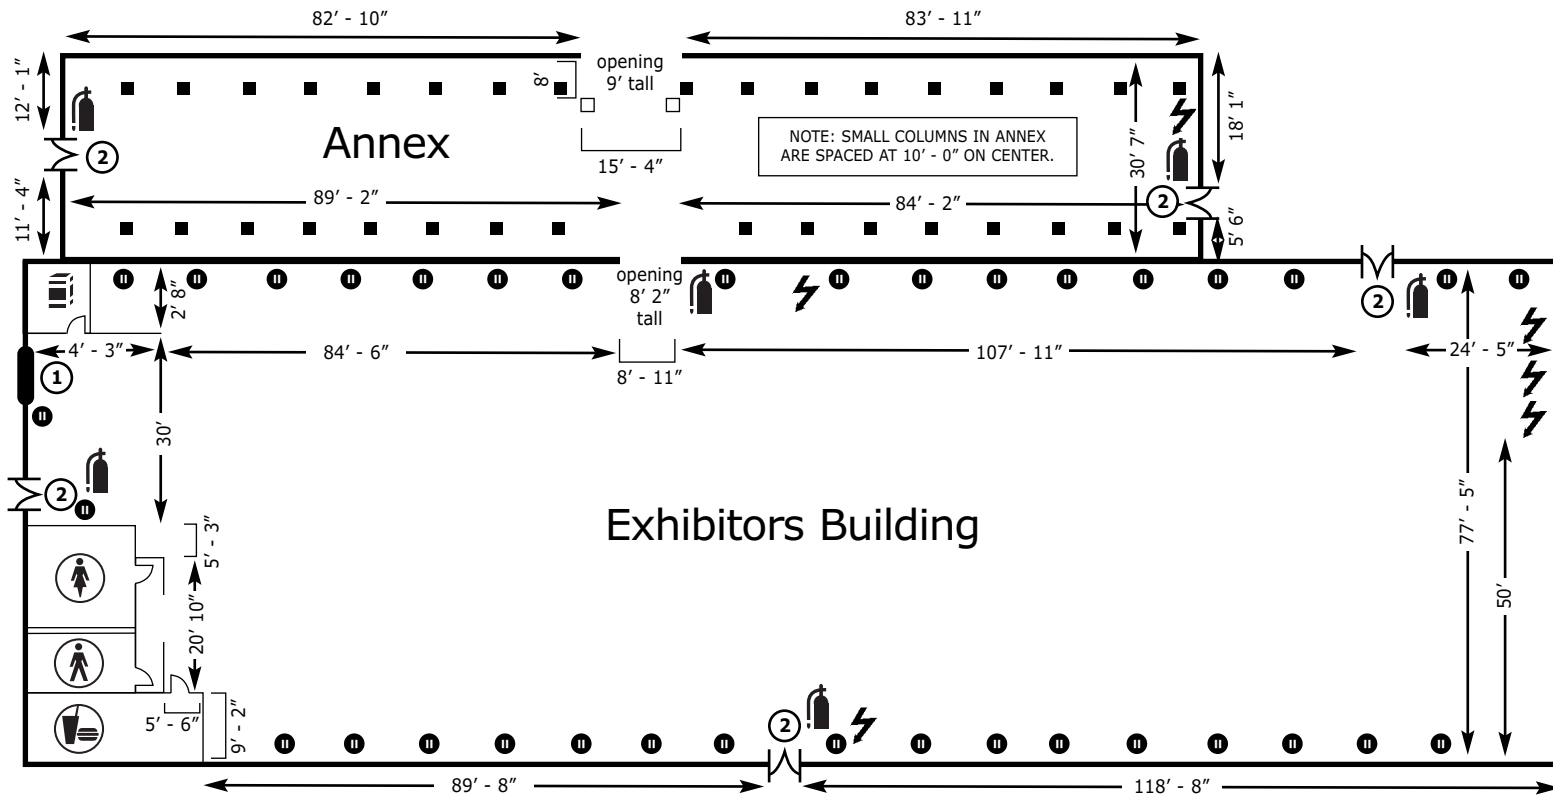 82’ - 10”
83’ - 11”
opening
9’ tall
8’
12’ - 1”
18’ 1”
Annex
NOTE: SMALL COLUMNS IN ANNEX
ARE SPACED AT 10’ - 0” ON CENTER.
30’ 7”
2
15’ - 4”
11’ - 4”
89’ - 2”
84’ - 2”
2
5’ 6”
opening
8’ 2”
tall
2’ 8”
2
4’ - 3”
84’ - 6”
107’ - 11”
24’ - 5”
1
8’ - 11”
30’
2
77’ - 5”
Exhibitors Building
5’ - 3”
50’
20’ 10”
5’ - 6”
9’ - 2”
2
89’ - 8”
118’ - 8”